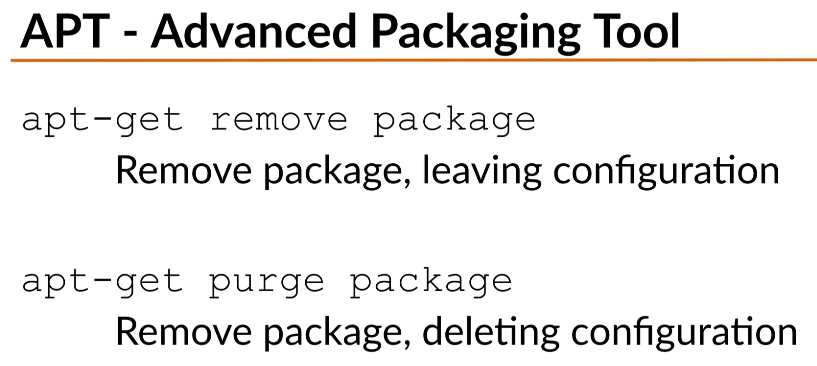 APT - Advanced Packaging Tool
apt-get remove package
Remove package, leaving configuration
apt-get purge package
Remove package, deleting configuration